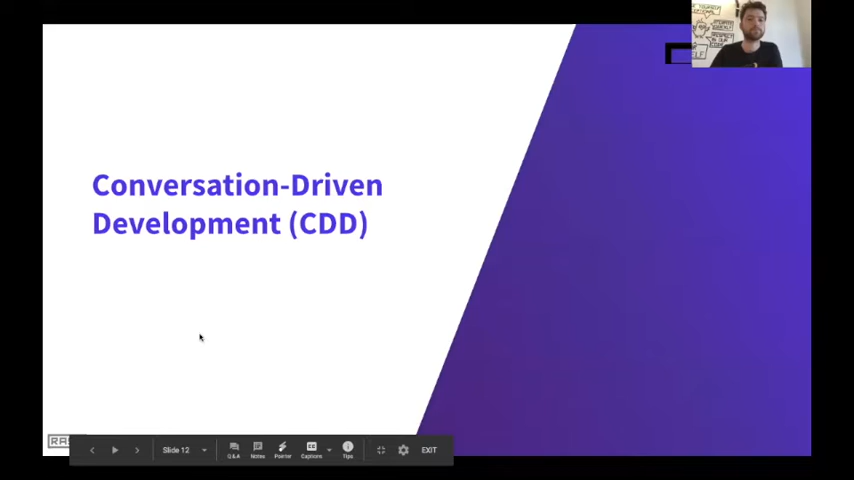 Conversation-Driven
Development (CDD)
Slide 12
Q&A
Notes
Pointer
Captions
Tips
EXIT